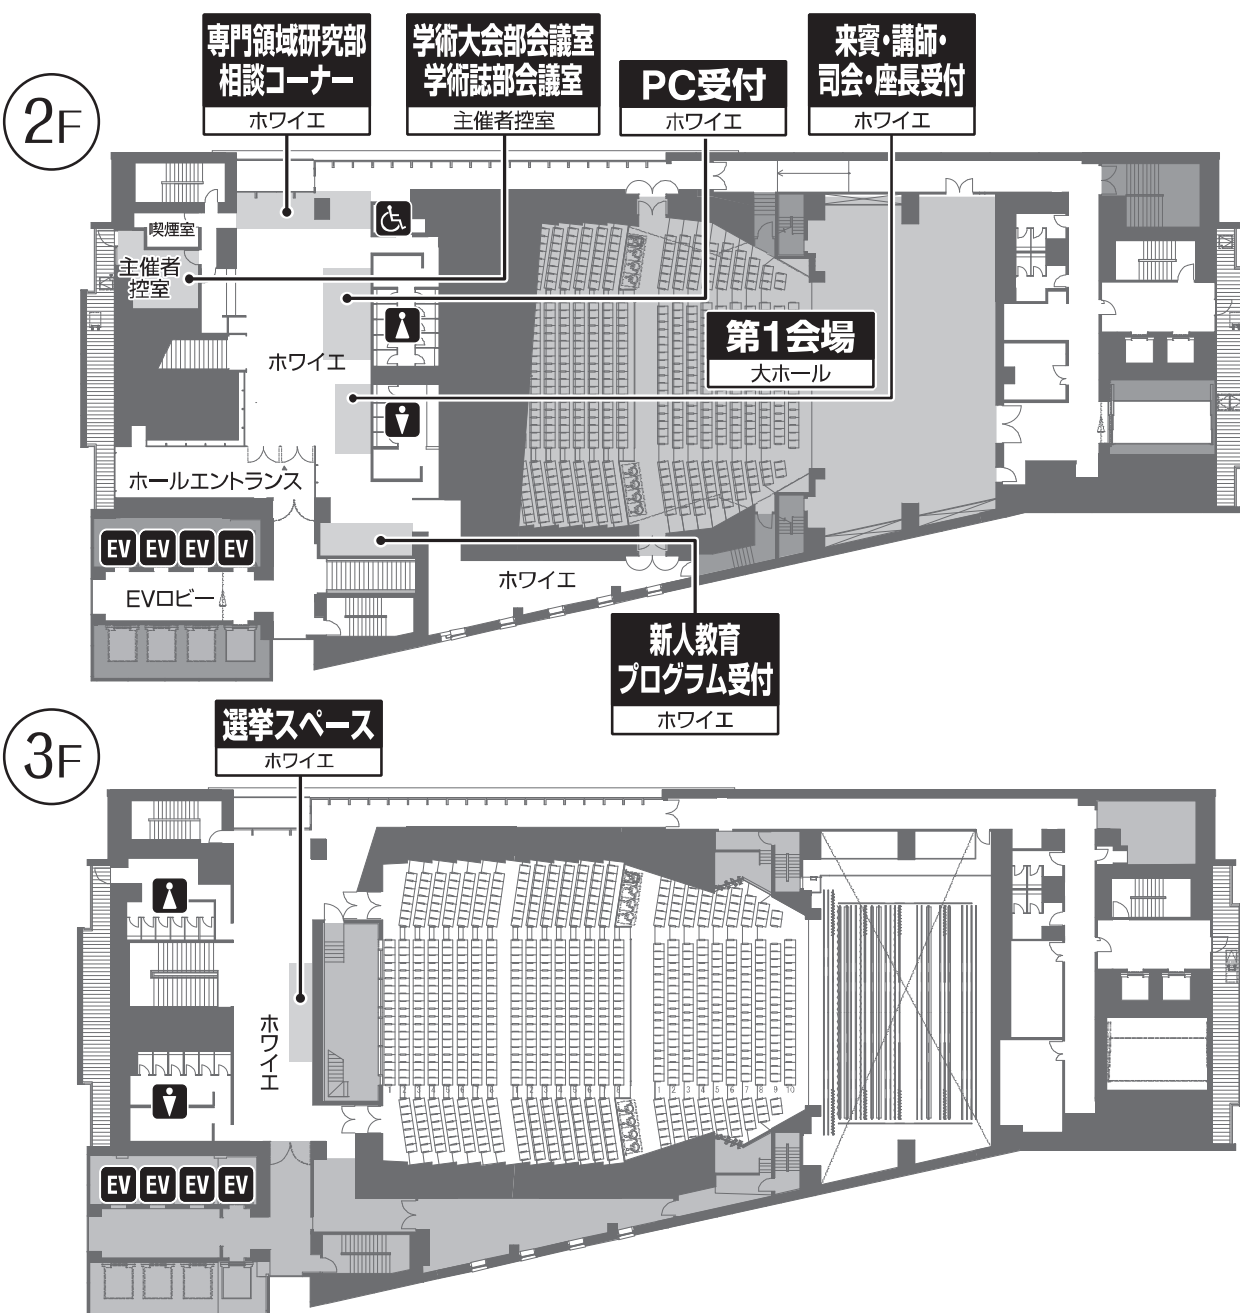 2F
専門領域研究部
相談コーナー
ホワイエ
学術大会部会議室
学術誌部会議室
主催者控室
PC受付
ホワイエ
来賓・講師・
司会・座長受付
ホワイエ
喫煙室
主催者
控室
ホワイエ
第1会場
大ホール
ホールエントランス
EV EV EV EV
EVロビー
ホワイエ
新人教育
プログラム受付
ホワイエ
3F
選挙スペース
ホワイエ
ホワイエ
EV EV EV EV